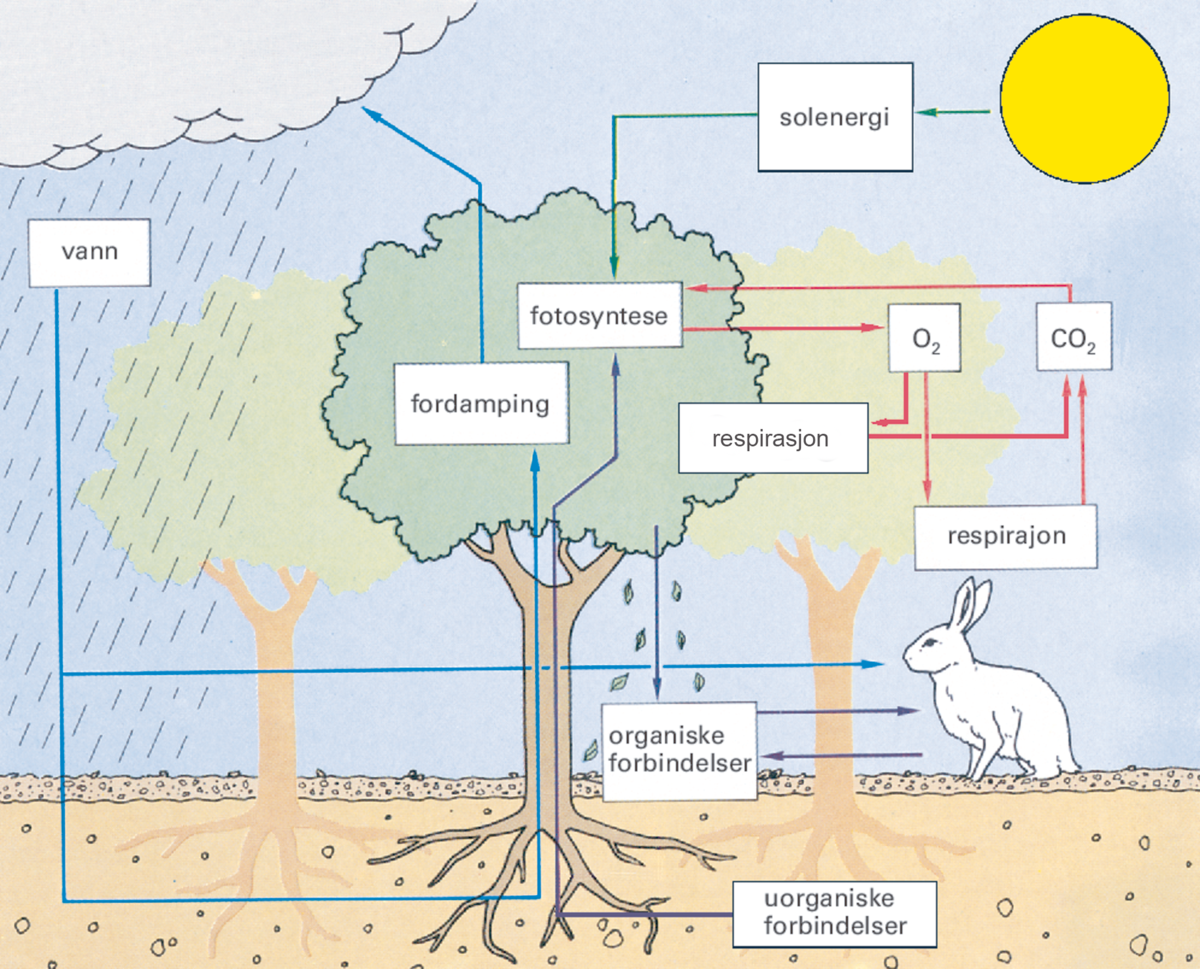 solenergi
vann
fotosyntese
O₂
CO₂
fordamping
respirasjon
respirajon
organiske
forbindelser
uorganiske
forbindelser